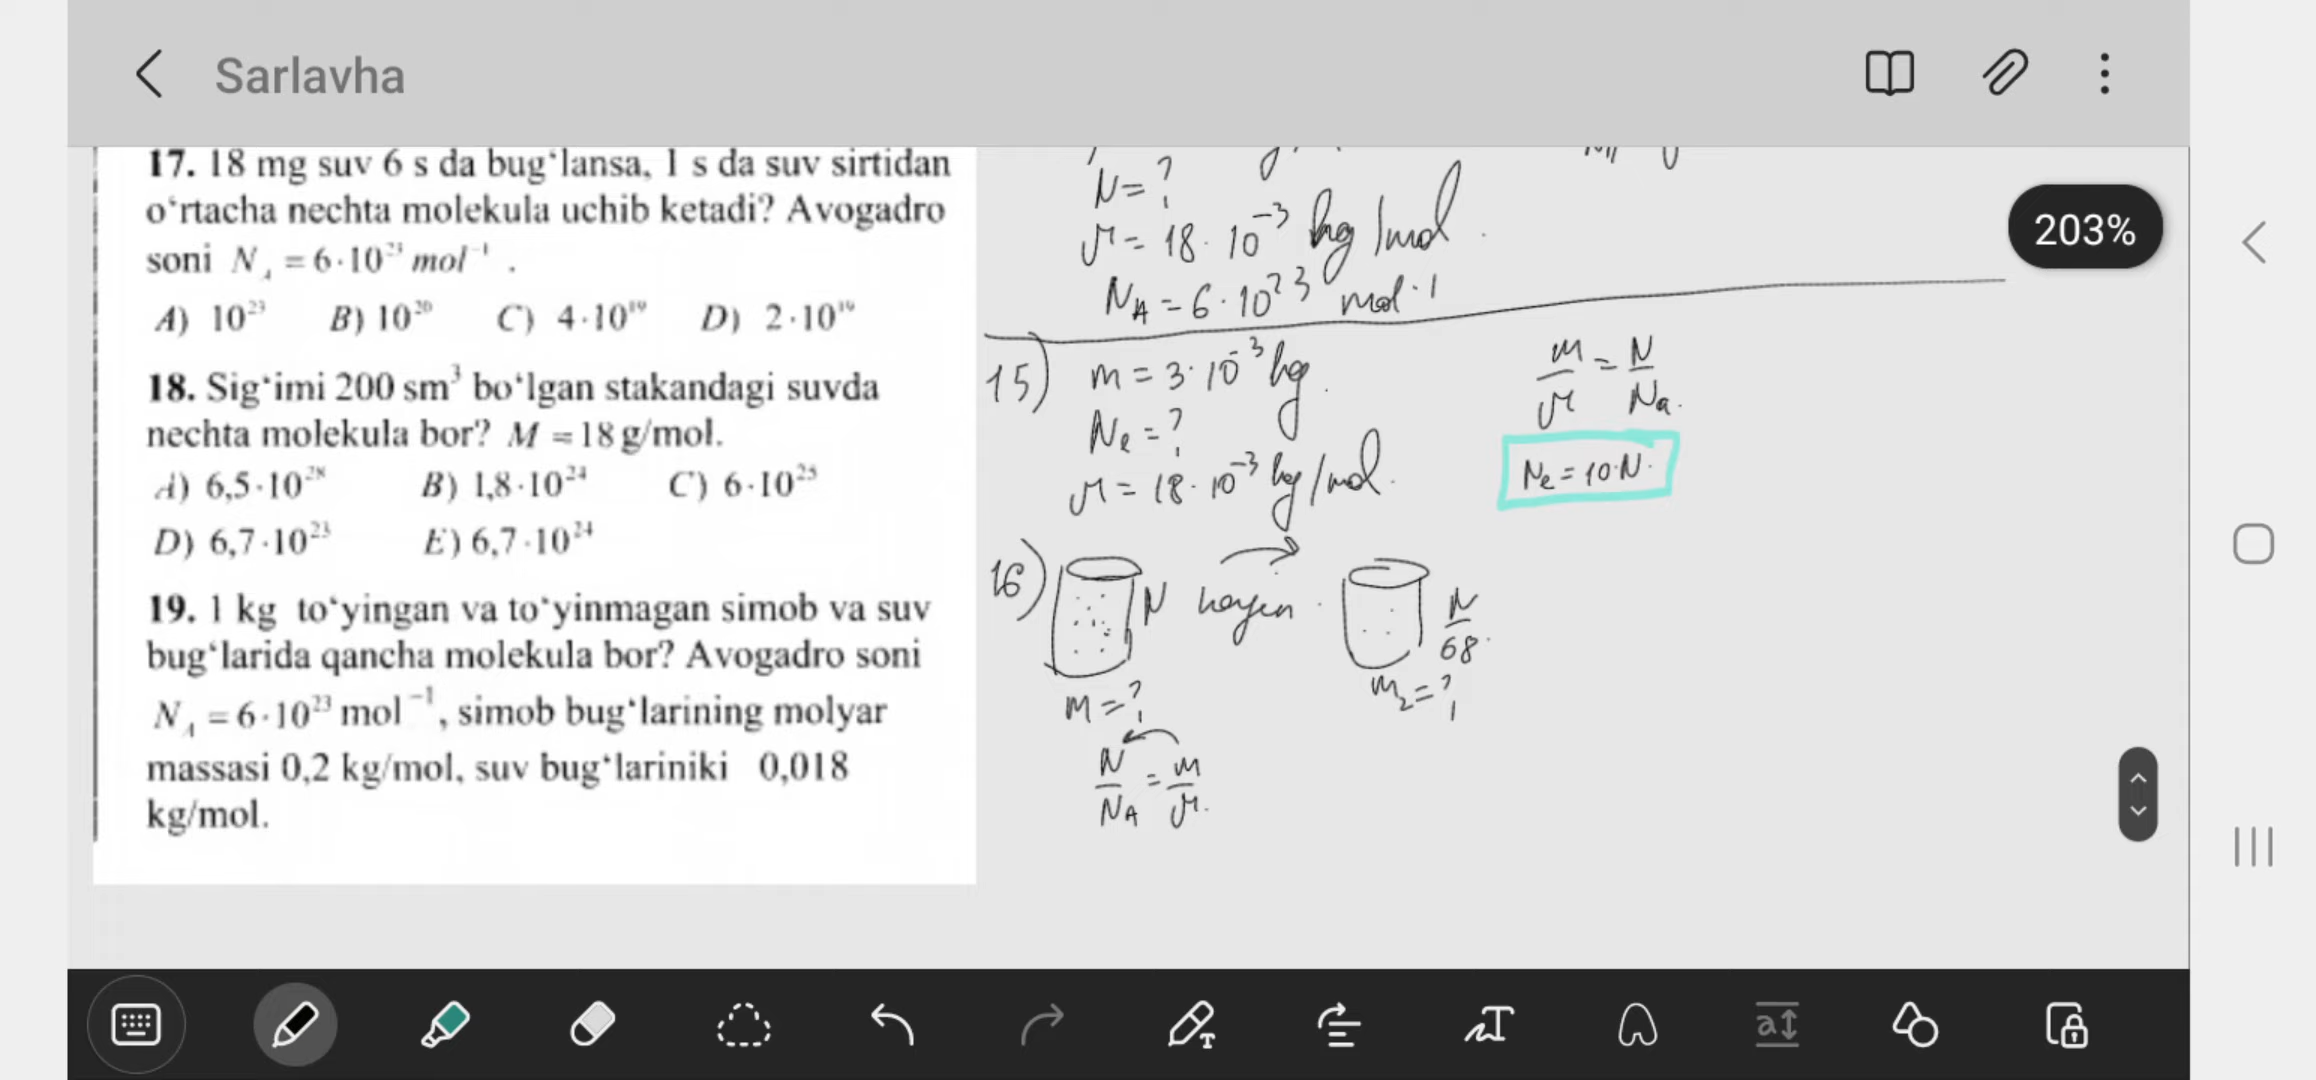 Sarlavha
203%
17. 18 mg suv 6 s da bug‘lansa, 1 s da suv sirtidan
o‘rtacha nechta molekula uchib ketadi? Avogadro
soni N_A = 6·10²³ mol⁻¹ .
A) 10²³ B) 10²⁰ C) 4·10¹⁹ D) 2·10¹⁹
18. Sig‘imi 200 sm³ bo‘lgan stakandagi suvda
nechta molekula bor? M = 18 g/mol.
A) 6,5·10²⁸ B) 1,8·10²⁴ C) 6·10²⁵
D) 6,7·10²³ E) 6,7·10²⁴
19. 1 kg to‘yingan va to‘yinmagan simob va suv
bug‘larida qancha molekula bor? Avogadro soni
N_A = 6·10²³ mol⁻¹, simob bug‘larining molyar
massasi 0,2 kg/mol, suv bug‘lariniki 0,018
kg/mol.
N=?
μ = 18·10⁻³ kg/mol.
N_A = 6·10²³ mol·1
15) m = 3·10⁻³ kg.
N_e = ?
μ = 18·10⁻³ kg/mol.
m/μ = N/N_a.
N_e = 10·N.
16) N
N/68.
m = ?
m₂ = ?
N/N_A = m/μ.